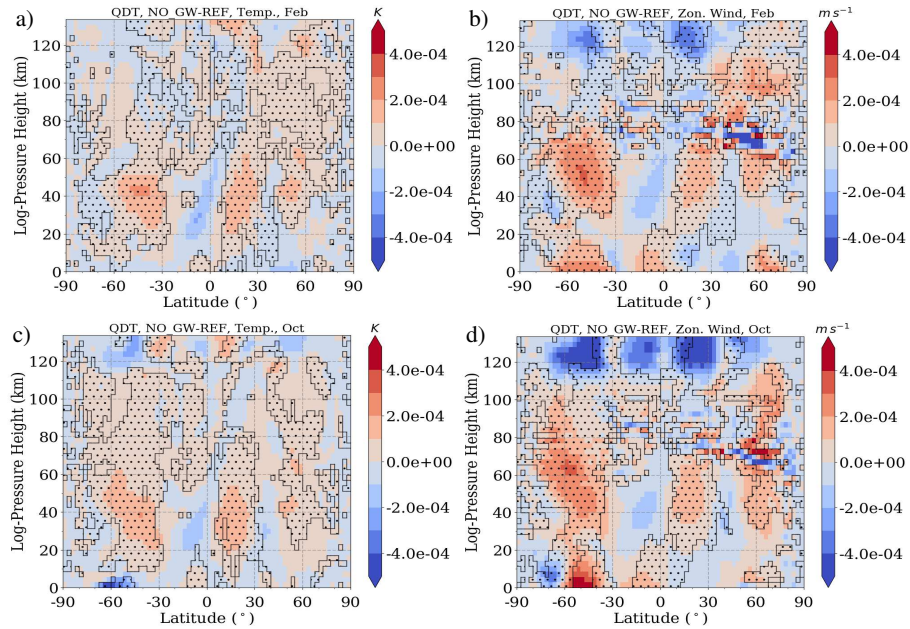 a)
QDT, NO_GW-REF, Temp., Feb
K
Log-Pressure Height (km)
120
100
80
60
40
20
0
-90 -60 -30 0 30 60 90
Latitude (°)
4.0e-04
2.0e-04
0.0e+00
-2.0e-04
-4.0e-04
b)
QDT, NO_GW-REF, Zon. Wind, Feb
m s⁻¹
Log-Pressure Height (km)
120
100
80
60
40
20
0
-90 -60 -30 0 30 60 90
Latitude (°)
4.0e-04
2.0e-04
0.0e+00
-2.0e-04
-4.0e-04
c)
QDT, NO_GW-REF, Temp., Oct
K
Log-Pressure Height (km)
120
100
80
60
40
20
0
-90 -60 -30 0 30 60 90
Latitude (°)
4.0e-04
2.0e-04
0.0e+00
-2.0e-04
-4.0e-04
d)
QDT, NO_GW-REF, Zon. Wind, Oct
m s⁻¹
Log-Pressure Height (km)
120
100
80
60
40
20
0
-90 -60 -30 0 30 60 90
Latitude (°)
4.0e-04
2.0e-04
0.0e+00
-2.0e-04
-4.0e-04